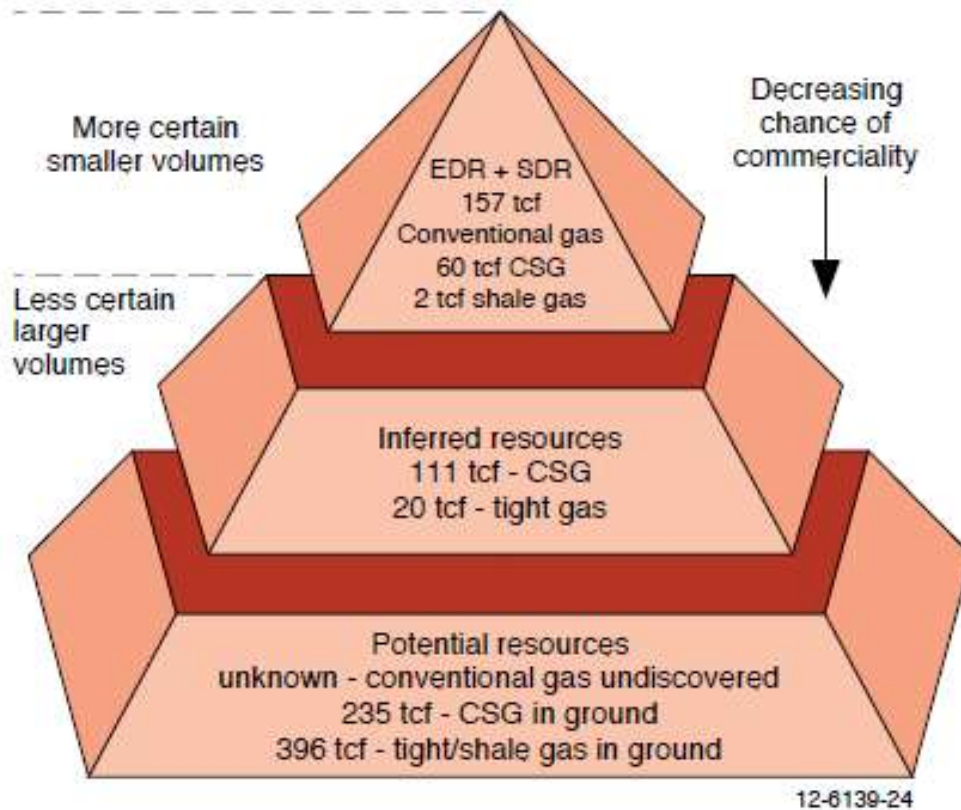 More certain
smaller volumes
Decreasing
chance of
commerciality
EDR + SDR
157 tcf
Conventional gas
60 tcf CSG
2 tcf shale gas
Less certain
larger
volumes
Inferred resources
111 tcf - CSG
20 tcf - tight gas
Potential resources
unknown - conventional gas undiscovered
235 tcf - CSG in ground
396 tcf - tight/shale gas in ground
12-6139-24